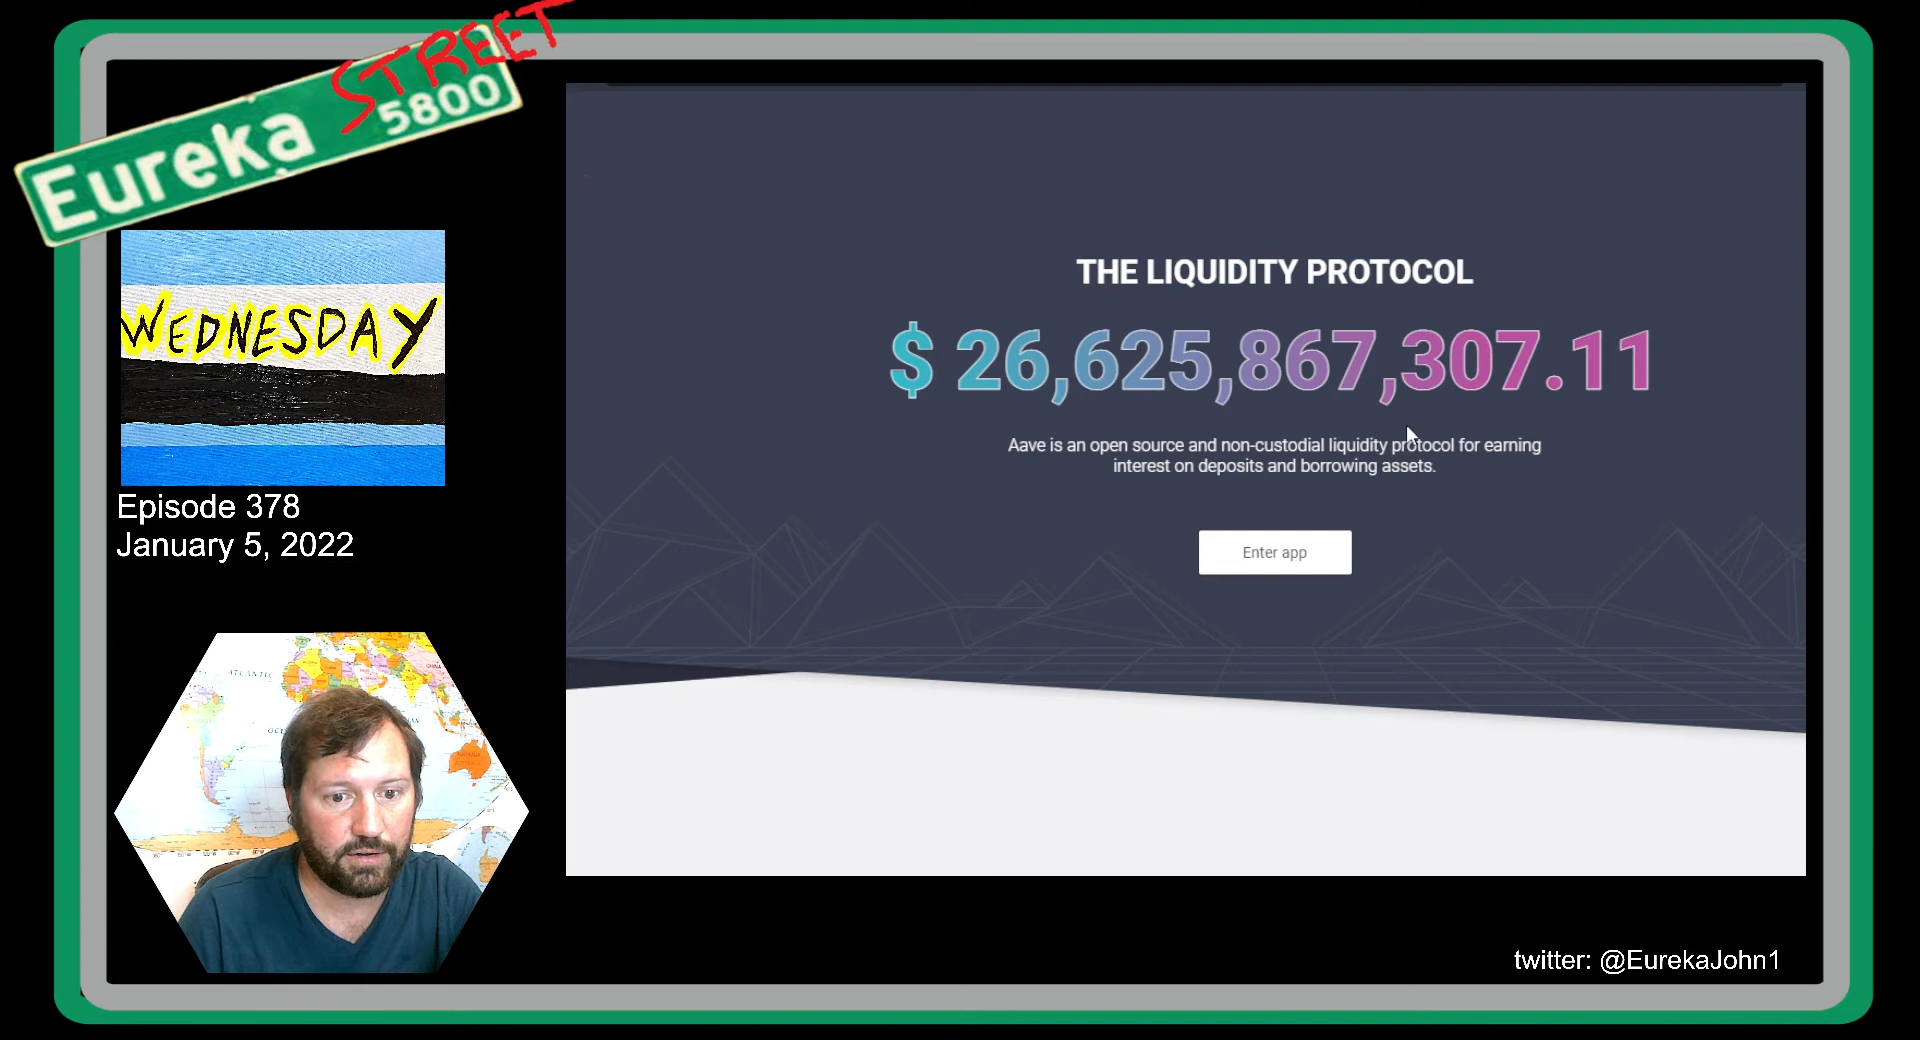 Eureka
STREET
5800
WEDNESDAY
Episode 378
January 5, 2022
THE LIQUIDITY PROTOCOL
$ 26,625,867,307.11
Aave is an open source and non-custodial liquidity protocol for earning
interest on deposits and borrowing assets.
Enter app
ATLANTIC
AUSTRALIA
twitter: @EurekaJohn1